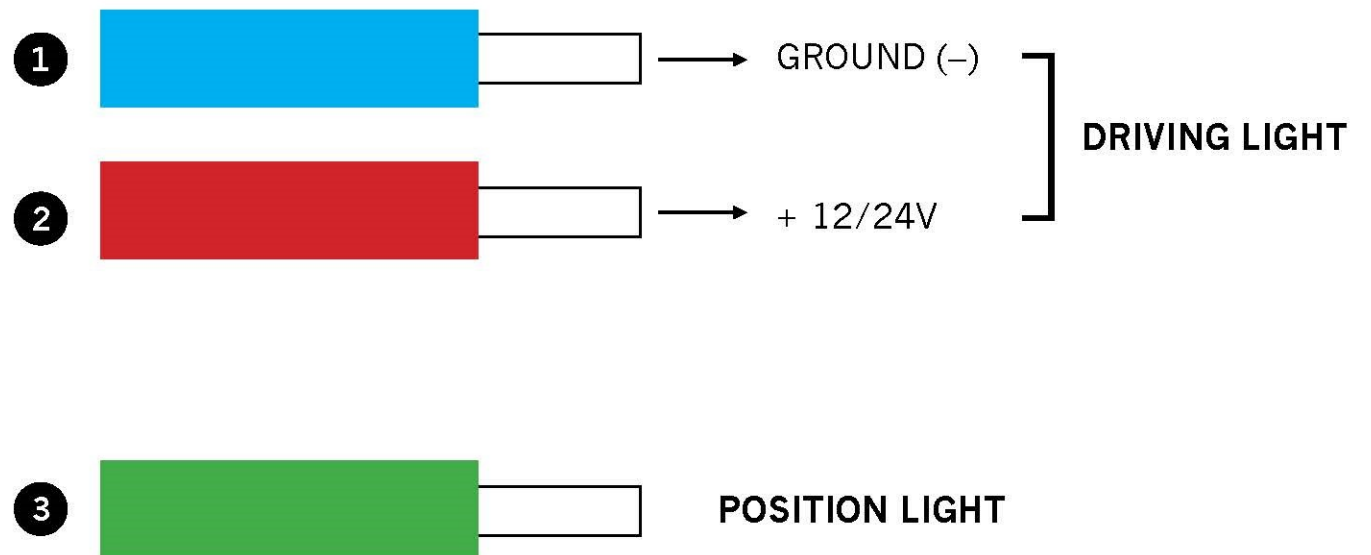 1 GROUND (–)
DRIVING LIGHT
2 + 12/24V
3 POSITION LIGHT